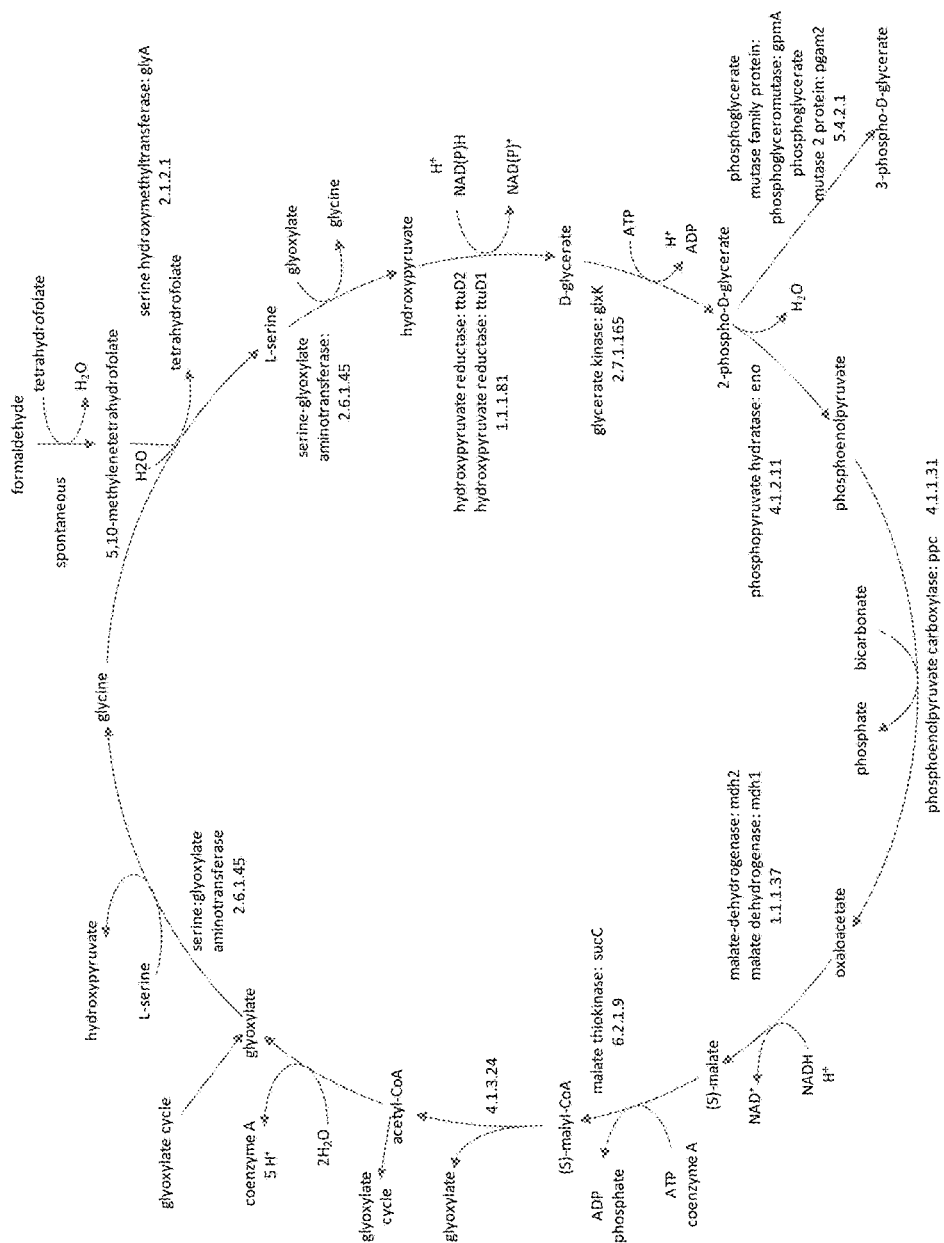 formaldehyde
tetrahydrofolate
spontaneous
H₂O
5,10-methylenetetrahydrofolate
H2O
serine hydroxymethyltransferase: glyA
2.1.2.1
tetrahydrofolate
L-serine
serine-glyoxylate
aminotransferase:
2.6.1.45
glyoxylate
glycine
hydroxypyruvate
H⁺
NAD(P)H
NAD(P)⁺
hydroxypyruvate reductase: ttuD2
hydroxypyruvate reductase: ttuD1
1.1.1.81
D-glycerate
ATP
H⁺
ADP
glycerate kinase: glxK
2.7.1.165
2-phospho-D-glycerate
phosphoglycerate
mutase family protein:
phosphoglyceromutase: gpmA
phosphoglycerate
mutase 2 protein: pgam2
5.4.2.1
3-phospho-D-glycerate
H₂O
phosphopyruvate hydratase: eno
4.1.2.11
phosphoenolpyruvate
phosphoenolpyruvate carboxylase: ppc 4.1.1.31
bicarbonate
phosphate
oxaloacetate
malate-dehydrogenase: mdh2
malate dehydrogenase: mdh1
1.1.1.37
NADH
H⁺
NAD⁺
(S)-malate
malate thiokinase: sucC
6.2.1.9
ATP
coenzyme A
ADP
phosphate
(S)-malyl-CoA
4.1.3.24
glyoxylate
acetyl-CoA
glyoxylate
cycle
2H₂O
coenzyme A
5 H⁺
glyoxylate cycle
glyoxylate
serine:glyoxylate
aminotransferase
2.6.1.45
L-serine
hydroxypyruvate
glycine